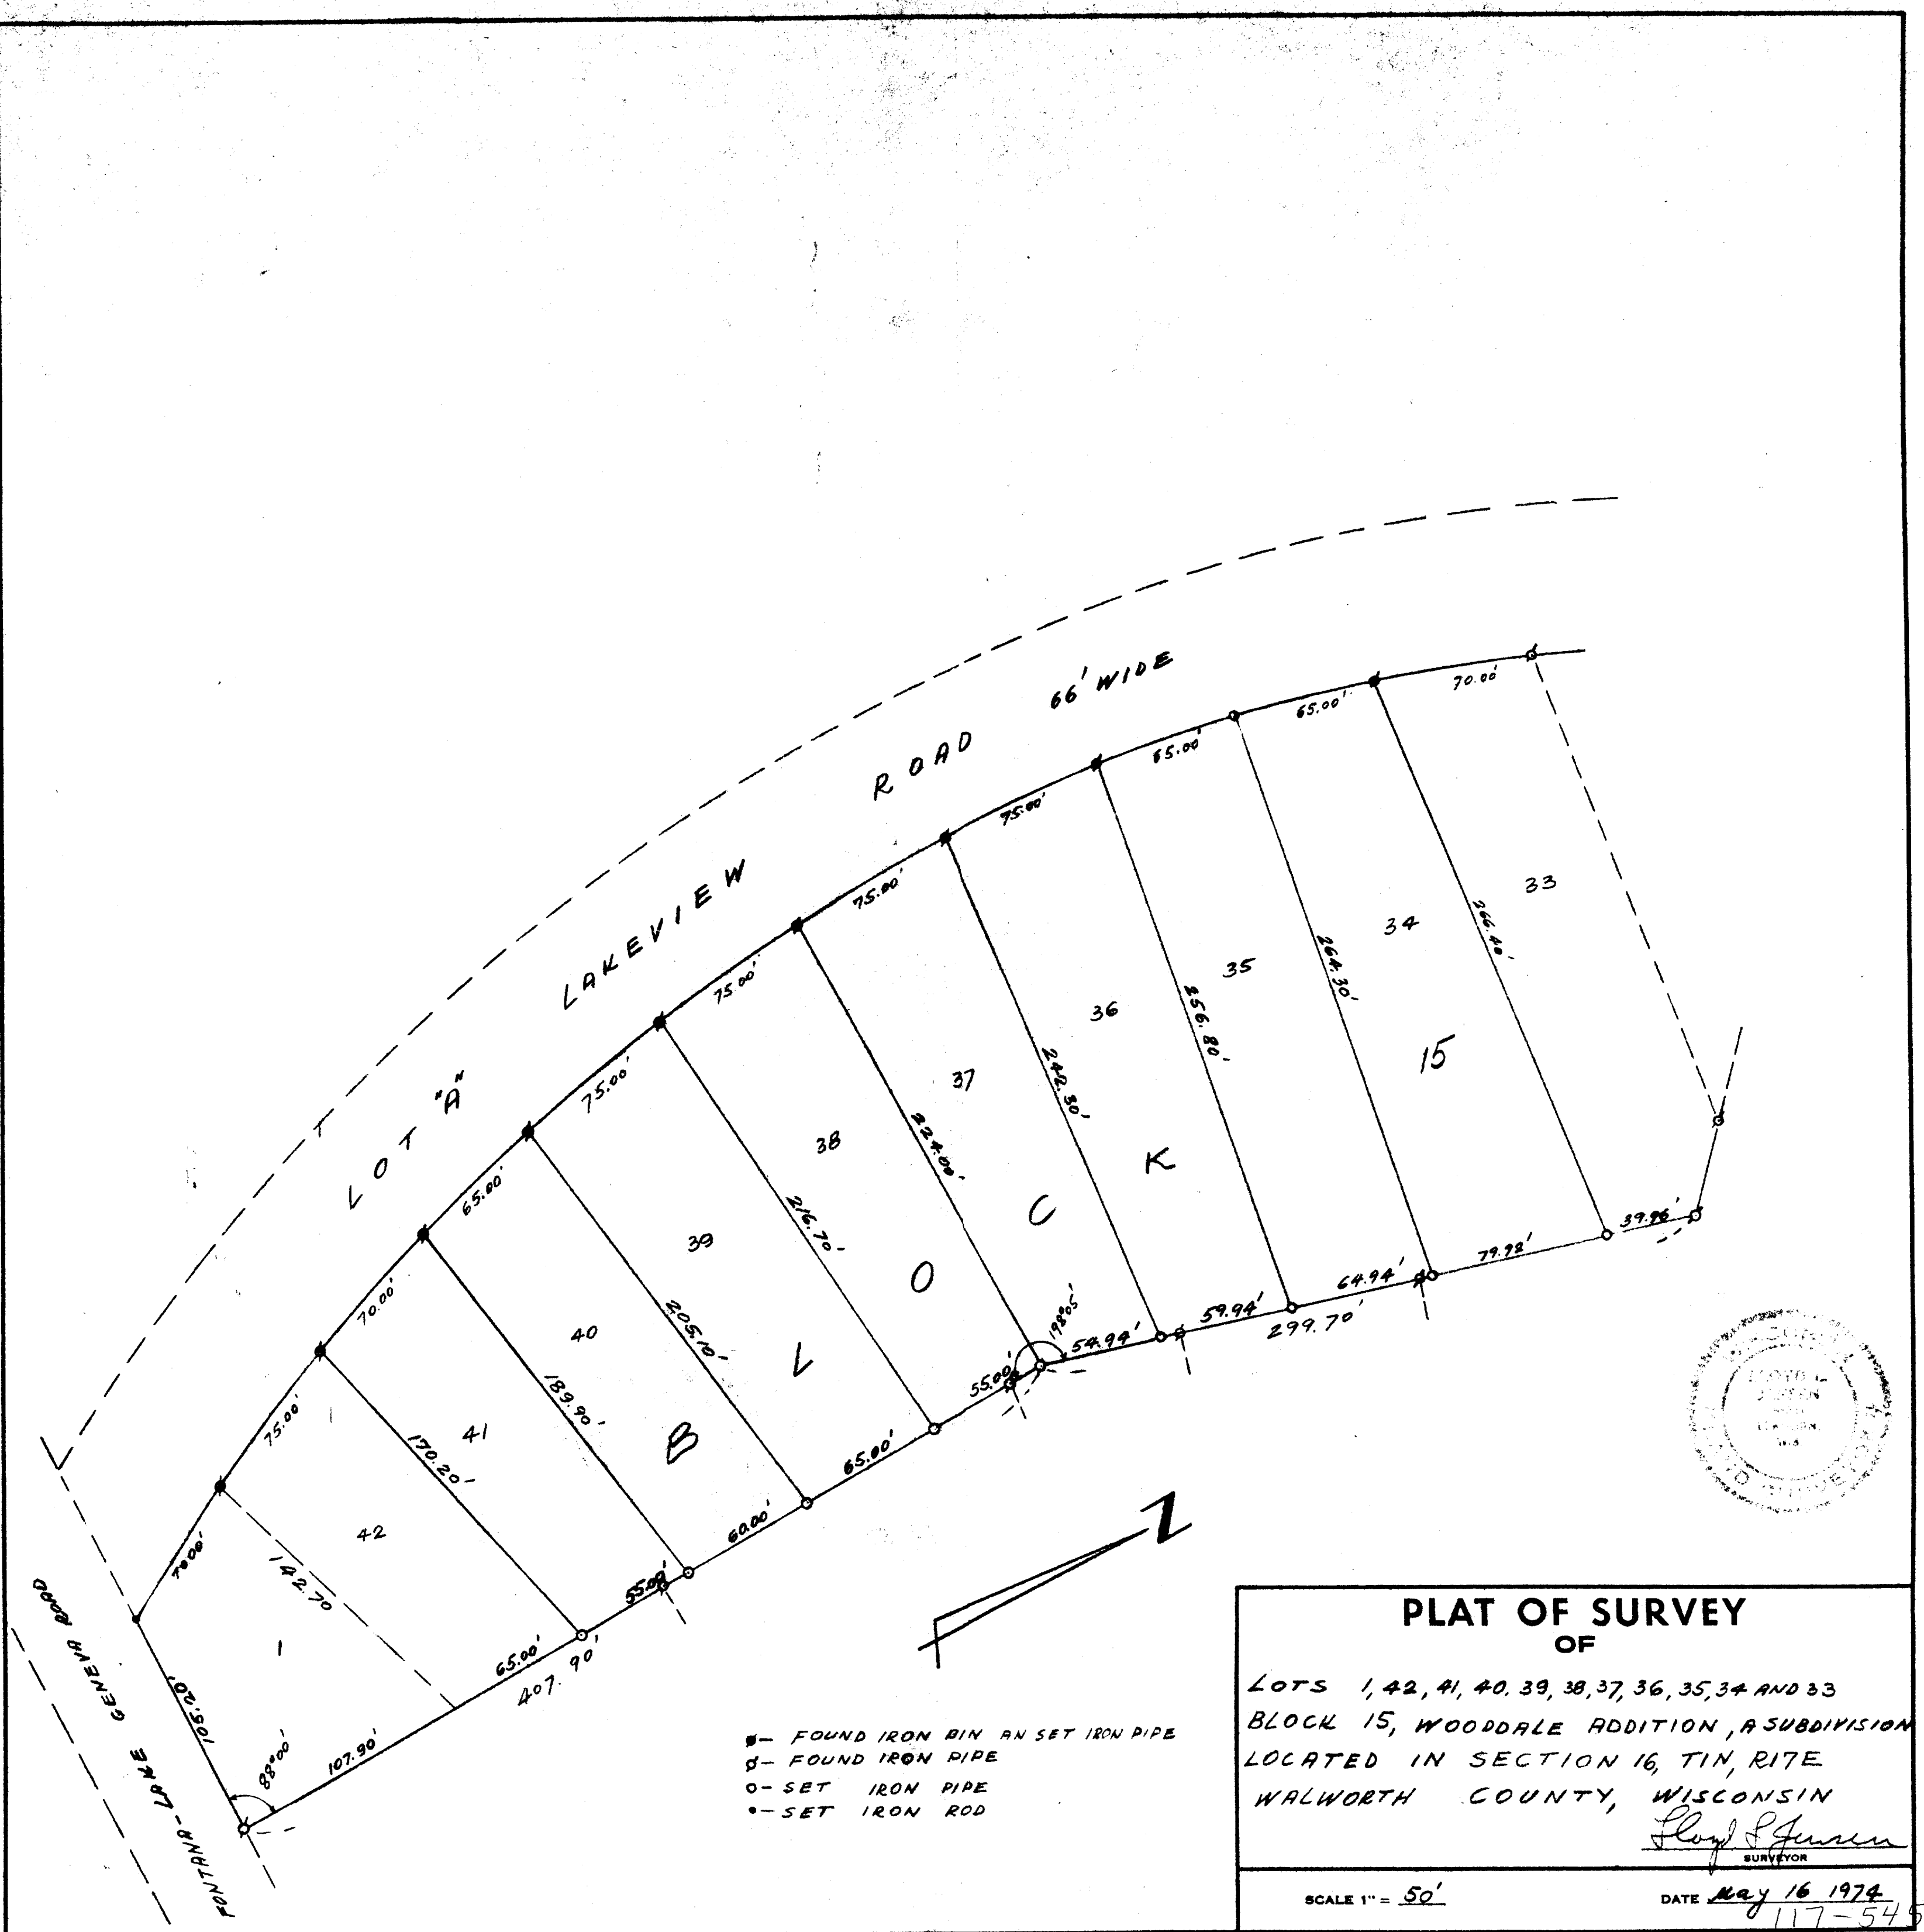 66' WIDE
ROAD
LAKEVIEW
LOT "A"
70.00'
65.00'
65.00'
75.00'
75.00'
75.00'
75.00'
65.00'
70.00'
75.00'
70.00'
33
34
35
36
37
38
39
40
41
42
1
266.40'
264.30'
256.80'
242.30'
224.00'
216.70'
205.10'
189.90'
170.20'
142.70
BLOCK
15
39.96'
79.92'
64.94'
299.70'
59.94'
54.94'
198°05'
55.00'
65.00'
60.00'
55.00'
65.00'
407.90'
107.90'
88°00'
105.20'
FONTANA - LAKE GENEVA ROAD
Z
- FOUND IRON PIN AN SET IRON PIPE
- FOUND IRON PIPE
- SET IRON PIPE
- SET IRON ROD
PLAT OF SURVEY
OF
LOTS 1, 42, 41, 40, 39, 38, 37, 36, 35, 34 AND 33
BLOCK 15, WOODDALE ADDITION, A SUBDIVISION
LOCATED IN SECTION 16, T1N, R17E
WALWORTH COUNTY, WISCONSIN
Lloyd L Jensen
SURVEYOR
SCALE 1" = 50'
DATE May 16 1974
117-545